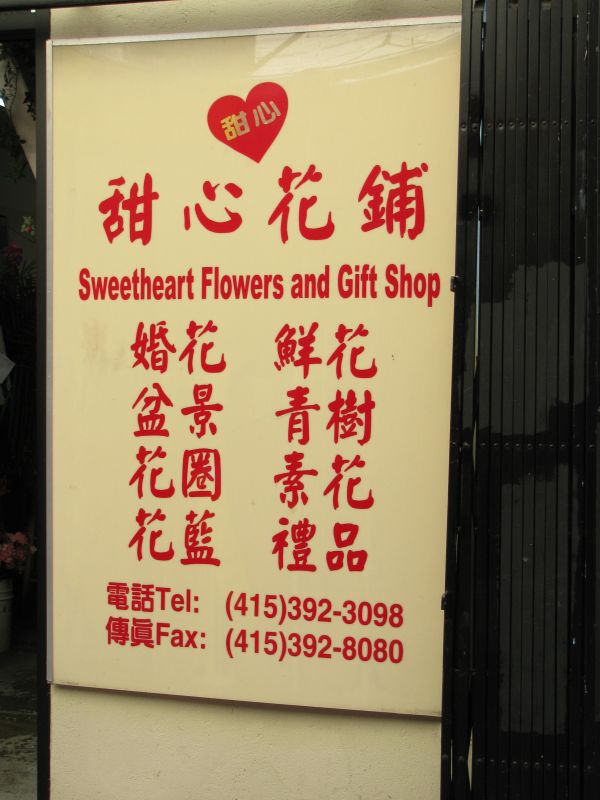 甜心
甜心花鋪
Sweetheart Flowers and Gift Shop
婚花 鮮花
盆景 青樹
花圈 素花
花藍 禮品
電話Tel: (415)392-3098
傳眞Fax: (415)392-8080